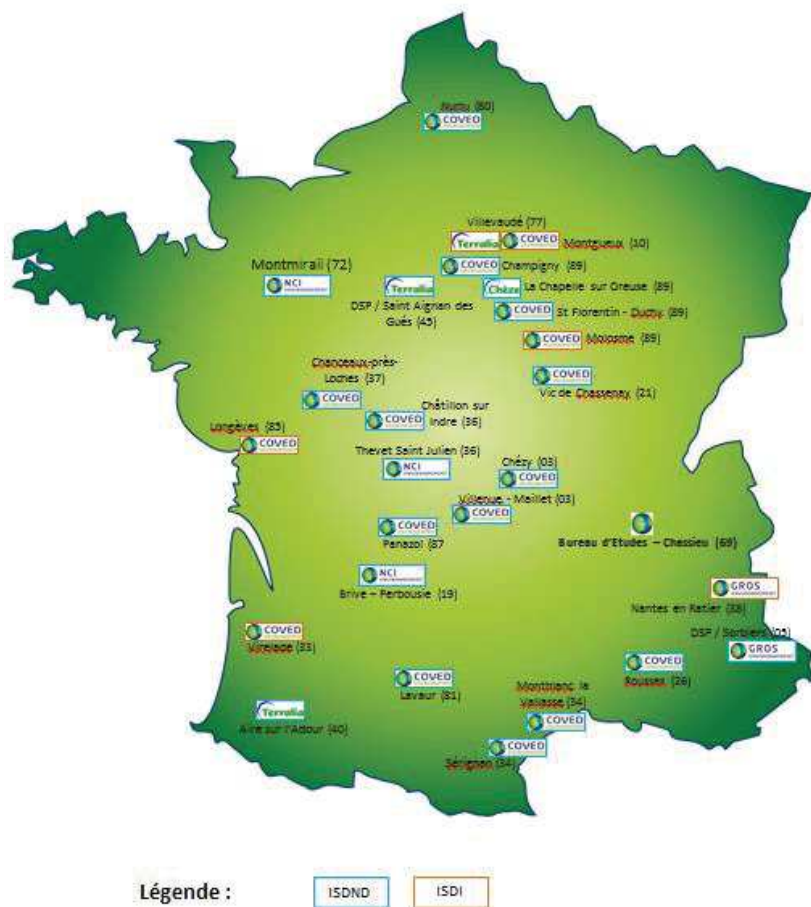 Nurlu (80)
COVED
Villevaudé (77)
Terralia
COVED
Montgueux (10)
COVED
Champigny (89)
Montmirail (72)
NCI
Terralia
Chèze
La Chapelle sur Oreuse (89)
DSP / Saint Aignan des
Gués (45)
COVED
St Florentin - Duchy (89)
COVED
Molosme (89)
Chanceaux-près-
Loches (37)
COVED
COVED
Vic de Chassenay (21)
COVED
Châtillon sur
Indre (36)
Longèves (85)
COVED
Thevet Saint Julien (36)
NCI
Chézy (03)
COVED
COVED
- Maillet (03)
COVED
Panazol (87
Bureau d'Etudes – Chassieu (69)
NCI
Brive – Perbousie (19)
GROS
Nantes en Ratier (38)
COVED
Virelade (33)
DSP / Sorbiers (05)
GROS
COVED
Roussas (26)
COVED
Lavaur (81)
Montblanc la
Vallasse (34)
COVED
Terralia
Aire sur l'Adour (40)
COVED
Sérignan (34)
Légende :
ISDND
ISDI